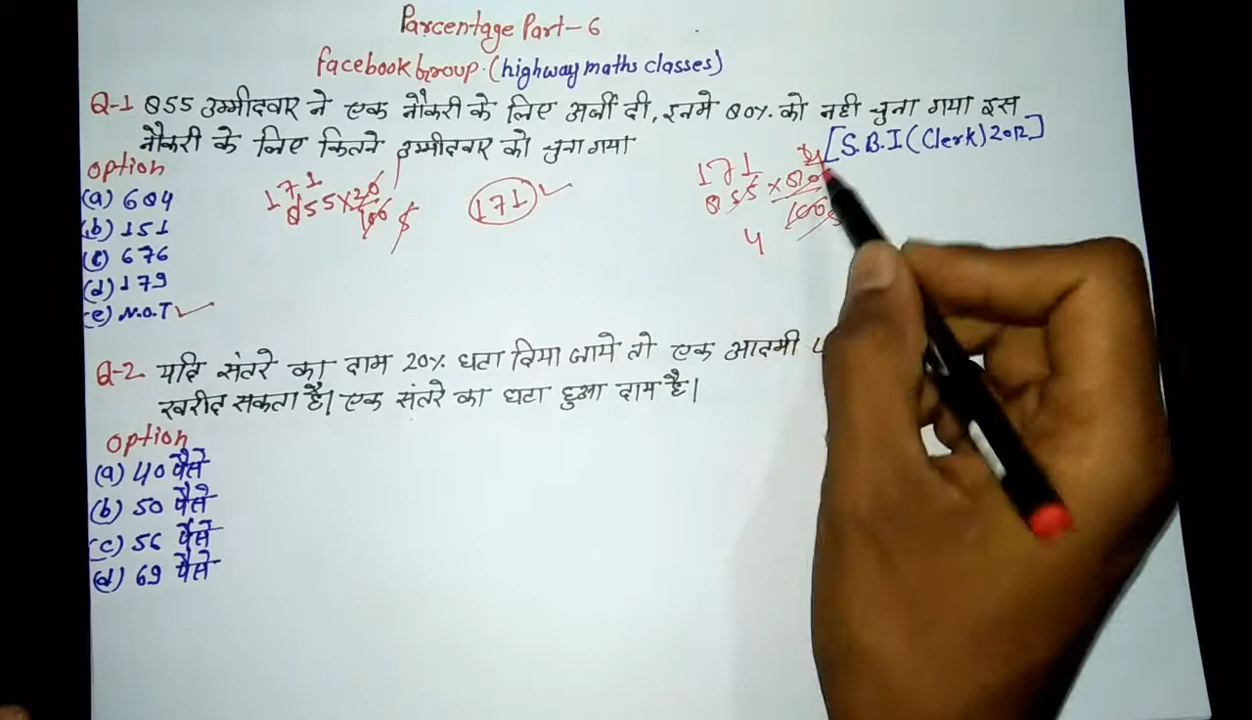 Parcentage Part-6
facebook Group. (highway maths classes)
Q-1 855 उम्मीदवार ने एक नौकरी के लिए अर्जी दी, इनमे 80% को नही चुना गया इस
नौकरी के लिए कितने उम्मीदवार को चुना गया
[S.B.I (Clerk) 2012]
option
(a) 604
(b) 151
(c) 676
(d) 179
(e) N.O.T
171
855×20
100 5
171
171
855 × 80
100 5
4
Q-2 यदि संतरे का दाम 20% घटा दिया जाये तो एक आदमी
खरीद सकता है। एक संतरे का घटा हुआ दाम है।
option
(a) 40 पैसे
(b) 50 पैसे
(c) 56 पैसे
(d) 69 पैसे